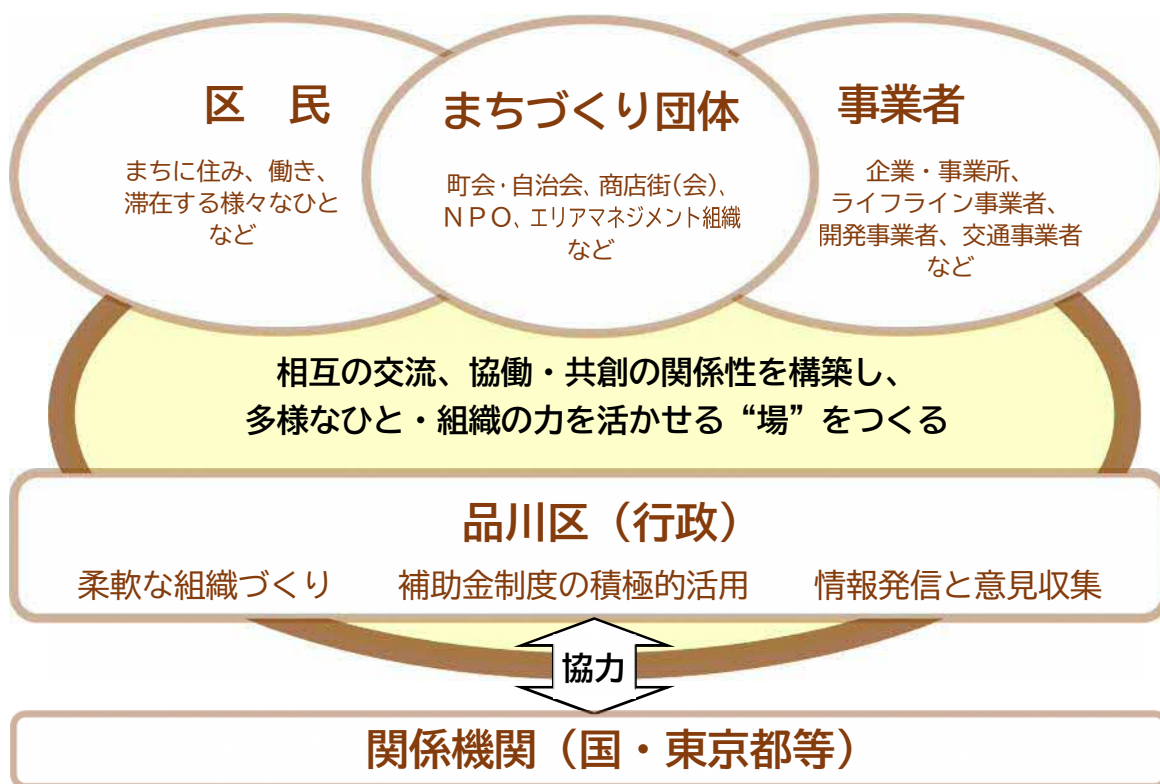 区　民
まちに住み、働き、
滞在する様々なひと
など
まちづくり団体
町会・自治会、商店街(会)、
ＮＰＯ、エリアマネジメント組織
など
事業者
企業・事業所、
ライフライン事業者、
開発事業者、交通事業者
など
相互の交流、協働・共創の関係性を構築し、
多様なひと・組織の力を活かせる“場”をつくる
品川区（行政）
柔軟な組織づくり　補助金制度の積極的活用　情報発信と意見収集
協力
関係機関（国・東京都等）